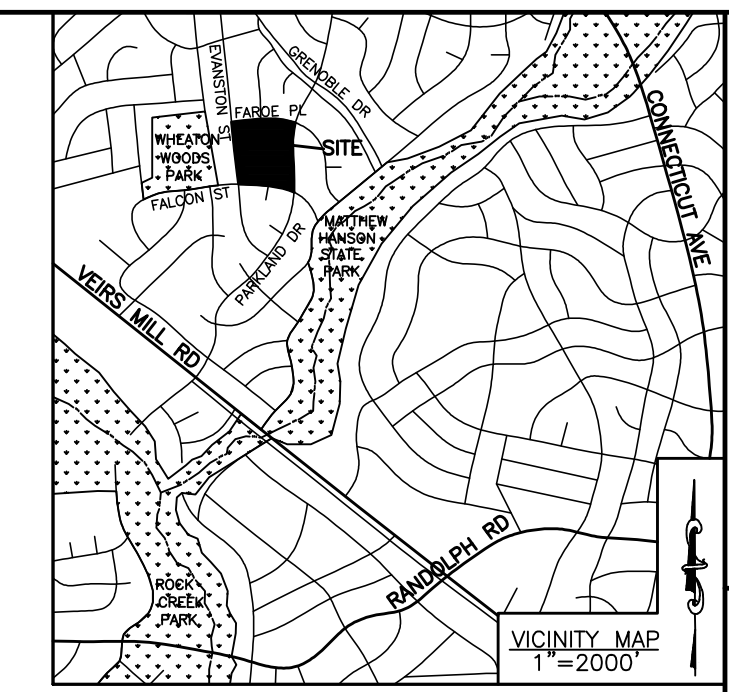 GRENOBLE DR
EVANSTON ST
FAROE PL
CONNECTICUT AVE
WHEATON
WOODS
PARK
SITE
FALCON ST
MATTHEW
HANSON
STATE
PARK
PARKLAND DR
VEIRS MILL RD
RANDOLPH RD
ROCK
CREEK
PARK
VICINITY MAP
1"=2000'